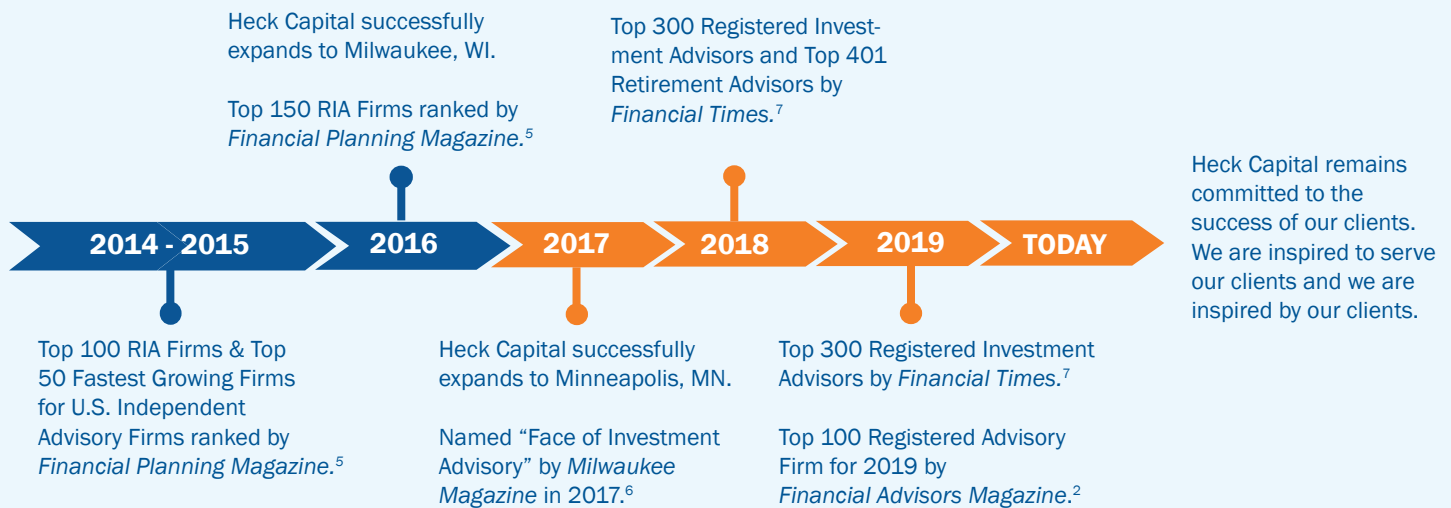 Heck Capital successfully
expands to Milwaukee, WI.
Top 150 RIA Firms ranked by
Financial Planning Magazine.5
Top 300 Registered Invest-
ment Advisors and Top 401
Retirement Advisors by
Financial Times.7
2014 - 2015
2016
2017
2018
2019
TODAY
Heck Capital remains
committed to the
success of our clients.
We are inspired to serve
our clients and we are
inspired by our clients.
Top 100 RIA Firms & Top
50 Fastest Growing Firms
for U.S. Independent
Advisory Firms ranked by
Financial Planning Magazine.5
Heck Capital successfully
expands to Minneapolis, MN.
Named “Face of Investment
Advisory” by Milwaukee
Magazine in 2017.6
Top 300 Registered Investment
Advisors by Financial Times.7
Top 100 Registered Advisory
Firm for 2019 by
Financial Advisors Magazine.2